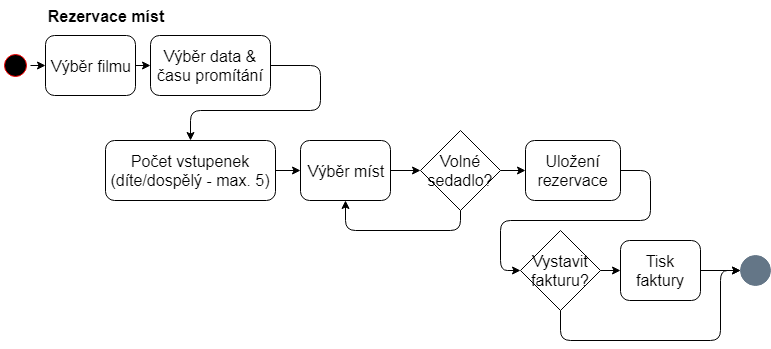 Rezervace míst
Výběr filmu
Výběr data &
času promítání
Počet vstupenek
(díte/dospělý - max. 5)
Výběr míst
Volné
sedadlo?
Uložení
rezervace
Vystavit
fakturu?
Tisk
faktury